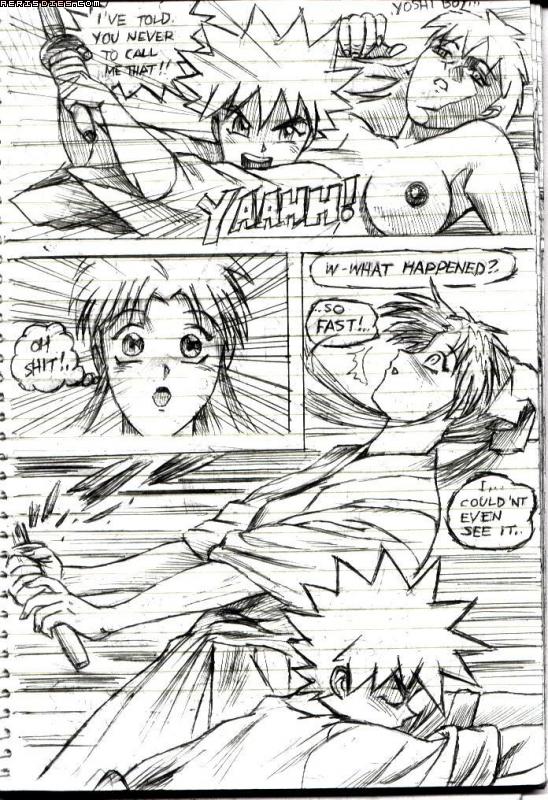 AERISDIES.COM
YOSHI BOY!!!
I'VE TOLD
YOU NEVER
TO CALL
ME THAT!!
YAAHH!
OH
SHIT!..
W-WHAT HAPPENED?.
..SO
FAST!..
I....
COULD'NT
EVEN
SEE IT..